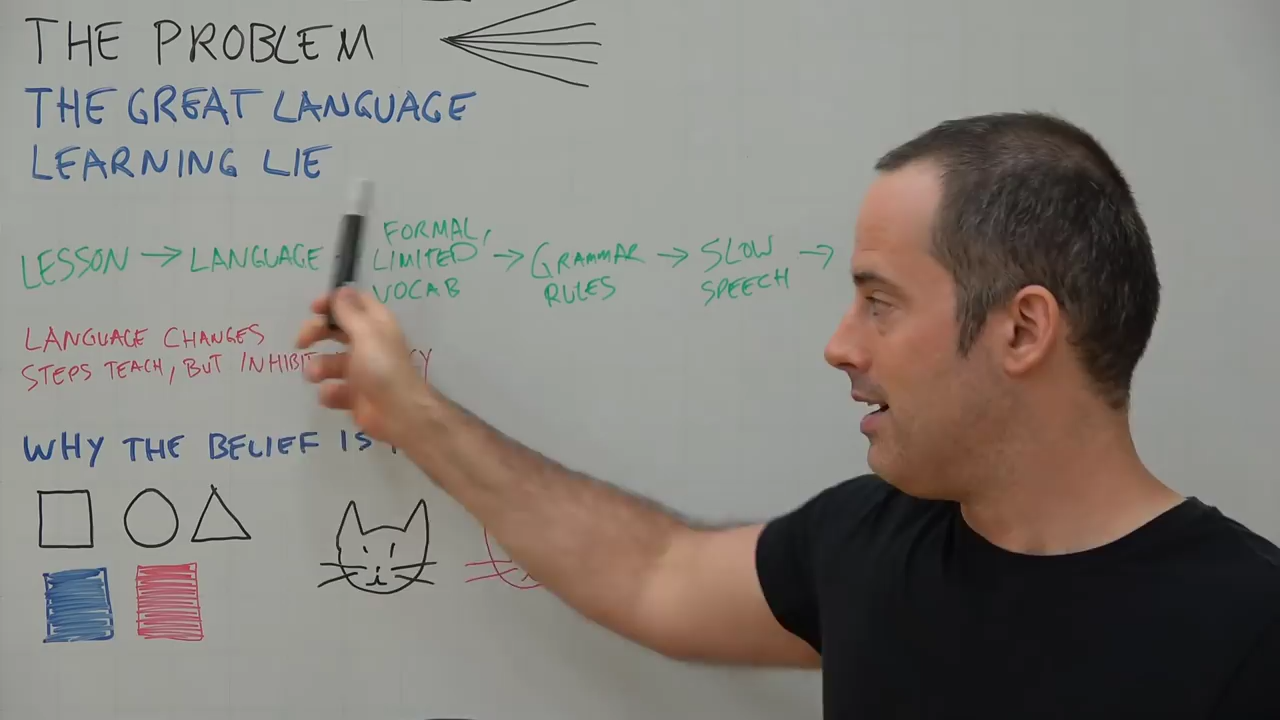 THE PROBLEM
THE GREAT LANGUAGE
LEARNING LIE
LESSON → LANGUAGE
FORMAL,
LIMITED
VOCAB
→ GRAMMAR
RULES
→ SLOW
SPEECH
→
LANGUAGE CHANGES
STEPS TEACH, BUT INHIBIT
WHY THE BELIEF IS